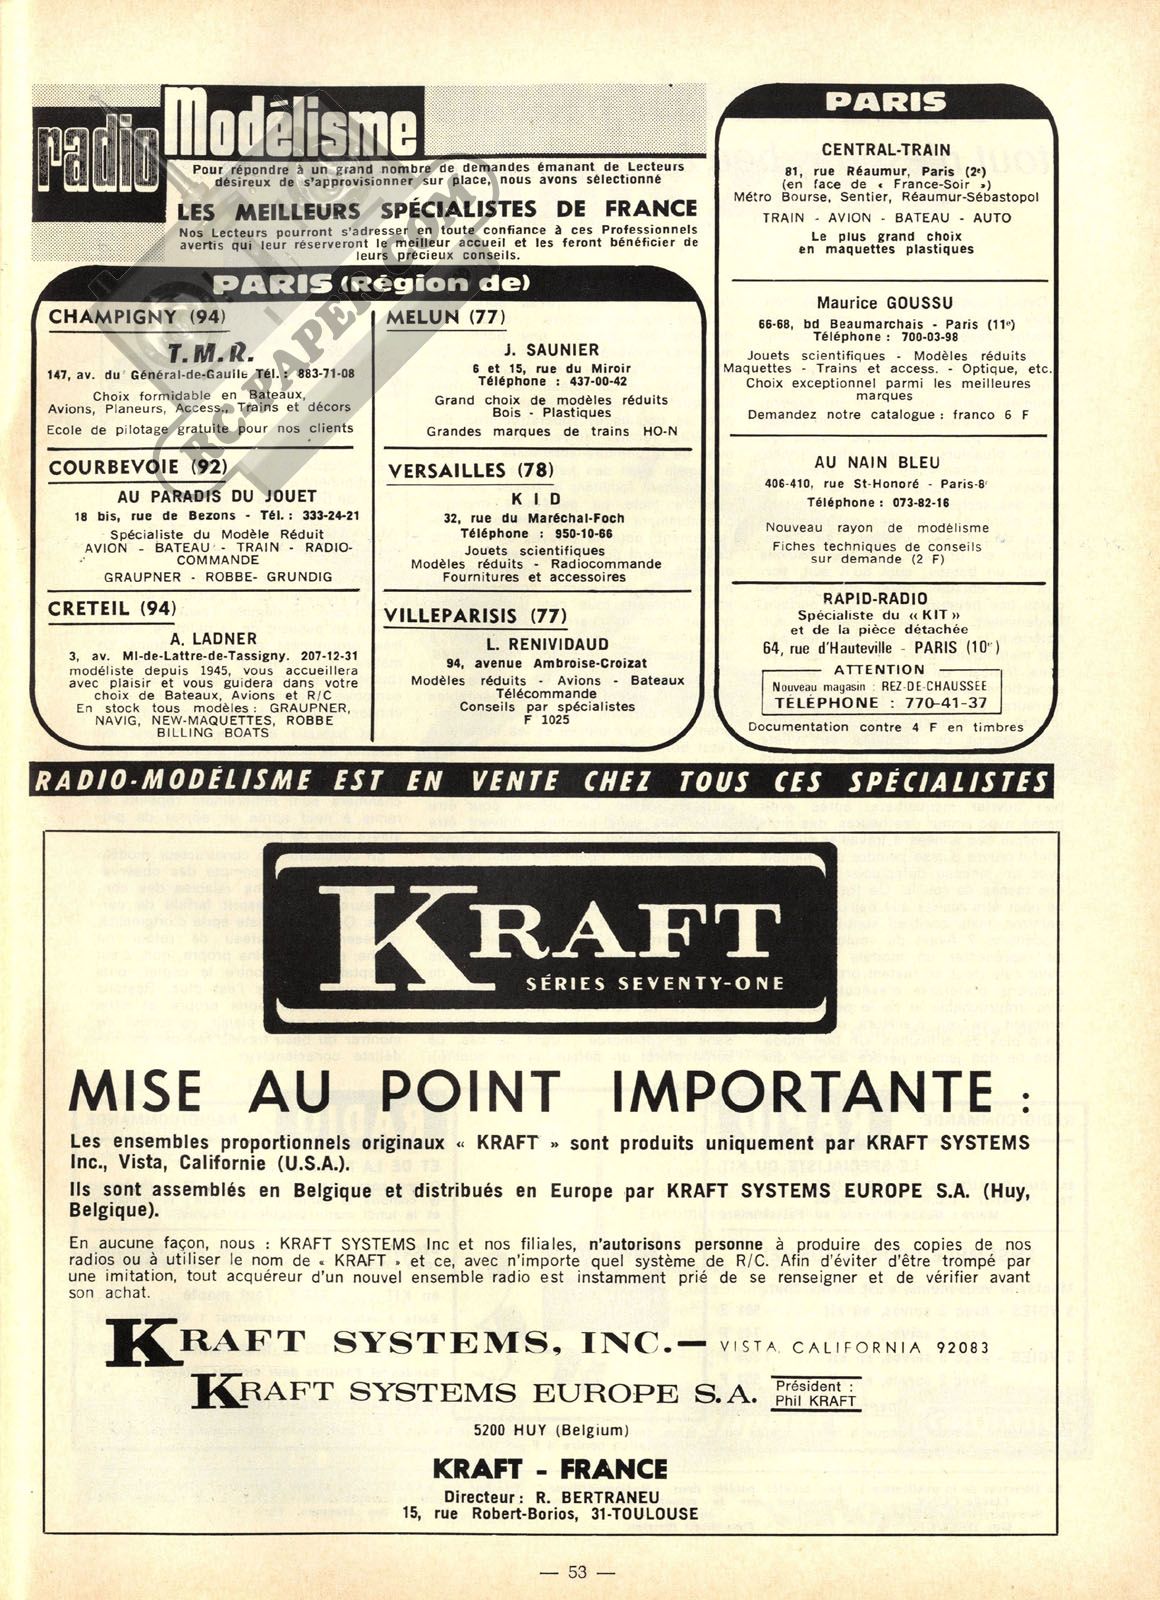 radio Modélisme
Pour répondre à un grand nombre de demandes émanant de Lecteurs
désireux de s'approvisionner sur place, nous avons sélectionné
LES MEILLEURS SPÉCIALISTES DE FRANCE
Nos Lecteurs pourront s'adresser en toute confiance à ces Professionnels
avertis qui leur réserveront le meilleur accueil et les feront bénéficier de
leurs précieux conseils.
PARIS (Région de)
CHAMPIGNY (94)
T.M.R.
147, av. du Général-de-Gaulle Tél. : 883-71-08
Choix formidable en Bateaux,
Avions, Planeurs, Access., Trains et décors
Ecole de pilotage gratuite pour nos clients
COURBEVOIE (92)
AU PARADIS DU JOUET
18 bis, rue de Bezons - Tél. : 333-24-21
Spécialiste du Modèle Réduit
AVION - BATEAU - TRAIN - RADIO-
COMMANDE
GRAUPNER - ROBBE- GRUNDIG
CRETEIL (94)
A. LADNER
3, av. Ml-de-Lattre-de-Tassigny. 207-12-31
modéliste depuis 1945, vous accueillera
avec plaisir et vous guidera dans votre
choix de Bateaux, Avions et R/C
En stock tous modèles : GRAUPNER,
NAVIG, NEW-MAQUETTES, ROBBE
BILLING BOATS
MELUN (77)
J. SAUNIER
6 et 15, rue du Miroir
Téléphone : 437-00-42
Grand choix de modèles réduits
Bois - Plastiques
Grandes marques de trains HO-N
VERSAILLES (78)
K I D
32, rue du Maréchal-Foch
Téléphone : 950-10-66
Jouets scientifiques
Modèles réduits - Radiocommande
Fournitures et accessoires
VILLEPARISIS (77)
L. RENIVIDAUD
94, avenue Ambroise-Croizat
Modèles réduits - Avions - Bateaux
Télécommande
Conseils par spécialistes
F 1025
PARIS
CENTRAL-TRAIN
81, rue Réaumur, Paris (2e)
(en face de « France-Soir »)
Métro Bourse, Sentier, Réaumur-Sébastopol
TRAIN - AVION - BATEAU - AUTO
Le plus grand choix
en maquettes plastiques
Maurice GOUSSU
66-68, bd Beaumarchais - Paris (11e)
Téléphone : 700-03-98
Jouets scientifiques - Modèles réduits
Maquettes - Trains et access. - Optique, etc.
Choix exceptionnel parmi les meilleures
marques
Demandez notre catalogue : franco 6 F
AU NAIN BLEU
406-410, rue St-Honoré - Paris-8e
Téléphone : 073-82-16
Nouveau rayon de modélisme
Fiches techniques de conseils
sur demande (2 F)
RAPID-RADIO
Spécialiste du «KIT»
et de la pièce détachée
64, rue d'Hauteville - PARIS (10e)
ATTENTION
Nouveau magasin : REZ-DE-CHAUSSEE
TÉLÉPHONE : 770-41-37
Documentation contre 4 F en timbres
RC-PAPER.COM
RADIO-MODÉLISME EST EN VENTE CHEZ TOUS CES SPÉCIALISTES
KRAFT
SÉRIES SEVENTY-ONE
MISE AU POINT IMPORTANTE :
Les ensembles proportionnels originaux « KRAFT » sont produits uniquement par KRAFT SYSTEMS
Inc., Vista, Californie (U.S.A.).
Ils sont assemblés en Belgique et distribués en Europe par KRAFT SYSTEMS EUROPE S.A. (Huy,
Belgique).
En aucune façon, nous : KRAFT SYSTEMS Inc et nos filiales, n'autorisons personne à produire des copies de nos
radios ou à utiliser le nom de « KRAFT » et ce, avec n'importe quel système de R/C. Afin d'éviter d'être trompé par
une imitation, tout acquéreur d'un nouvel ensemble radio est instamment prié de se renseigner et de vérifier avant
son achat.
KRAFT SYSTEMS, INC.— VISTA, CALIFORNIA 92083
KRAFT SYSTEMS EUROPE S.A. Président :
Phil KRAFT
5200 HUY (Belgium)
KRAFT - FRANCE
Directeur : R. BERTRANEU
15, rue Robert-Borios, 31-TOULOUSE
— 53 —